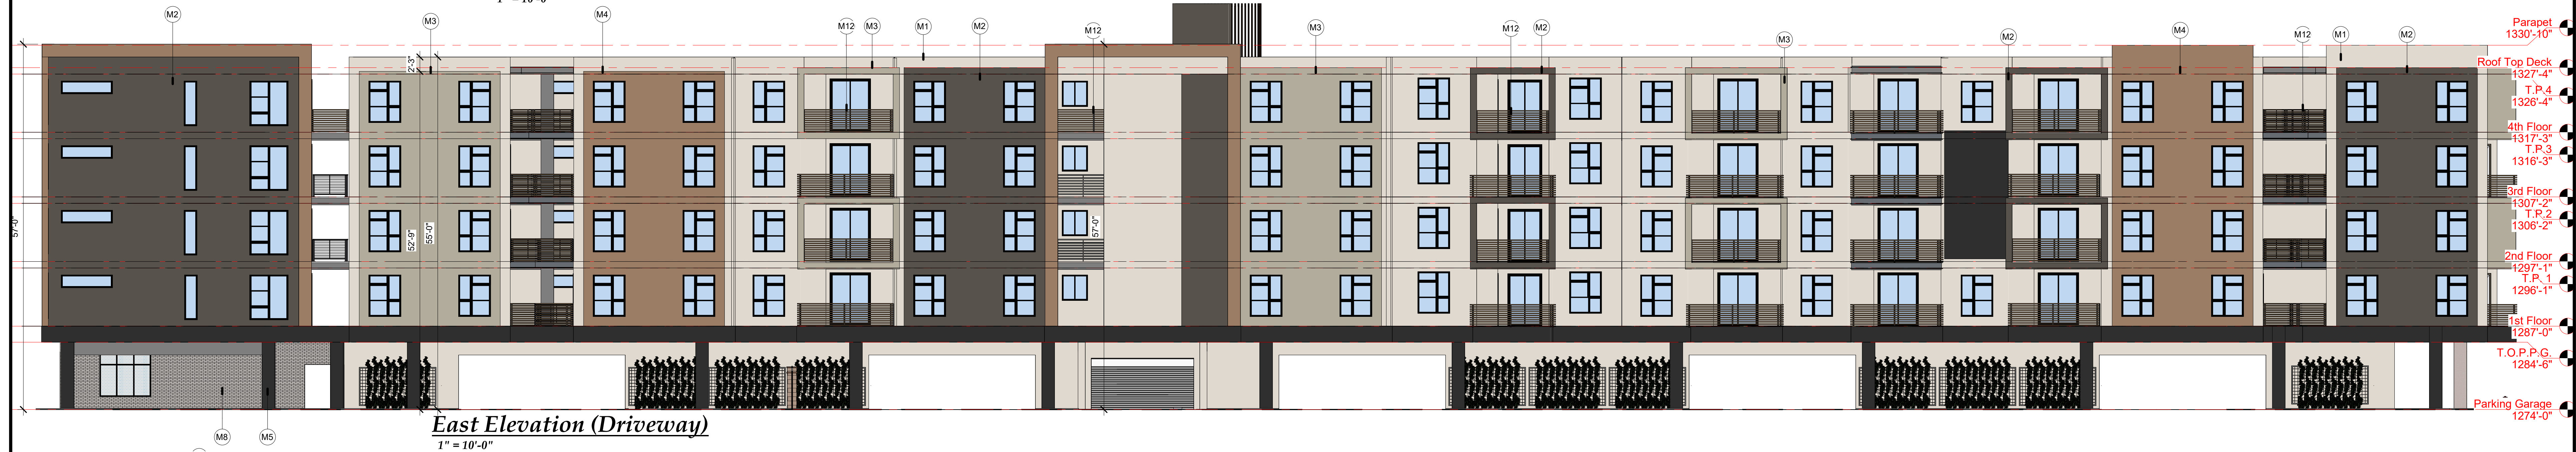 1" = 10'-0"
M2
M3
M4
M12
M3
M1
M2
M12
M3
M12
M2
M3
M2
M4
M12
M1
M2
Parapet
1330'-10"
Roof Top Deck
1327'-4"
T.P.4
1326'-4"
4th Floor
1317'-3"
T.P.3
1316'-3"
3rd Floor
1307'-2"
T.P.2
1306'-2"
2nd Floor
1297'-1"
T.P. 1
1296'-1"
1st Floor
1287'-0"
T.O.P.P.G.
1284'-6"
Parking Garage
1274'-0"
2'-3"
57'-0"
52'-9"
55'-0"
57'-0"
M8
M5
East Elevation (Driveway)
1" = 10'-0"